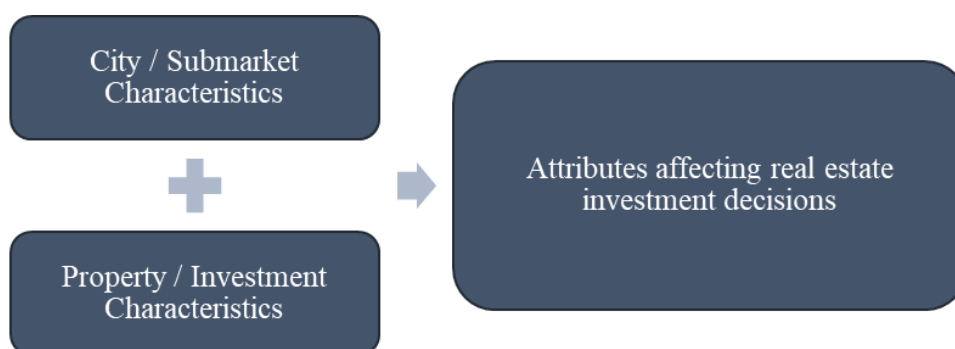 City / Submarket
Characteristics
Property / Investment
Characteristics
Attributes affecting real estate
investment decisions